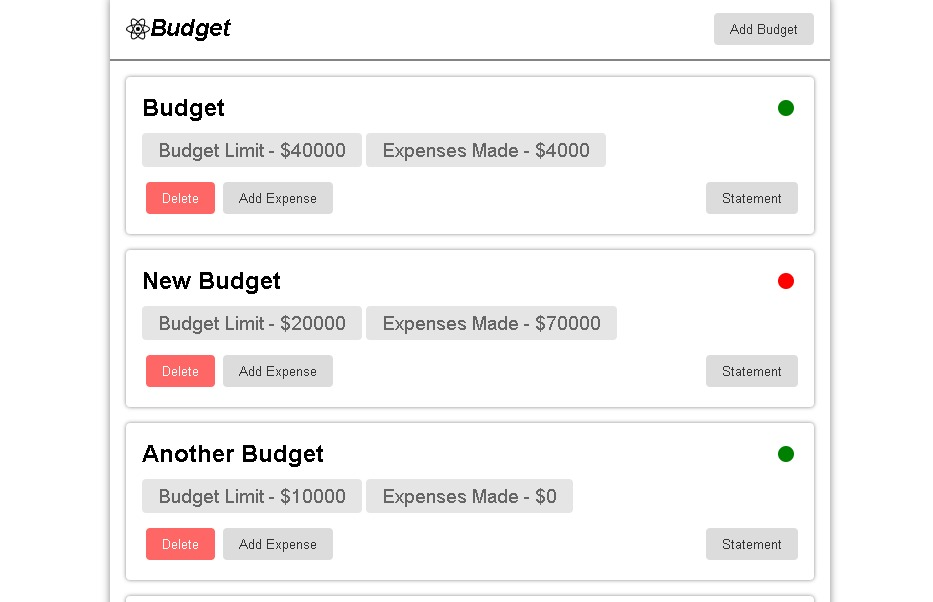 Budget
Add Budget
Budget
Budget Limit - $40000 Expenses Made - $4000
Delete Add Expense Statement
New Budget
Budget Limit - $20000 Expenses Made - $70000
Delete Add Expense Statement
Another Budget
Budget Limit - $10000 Expenses Made - $0
Delete Add Expense Statement